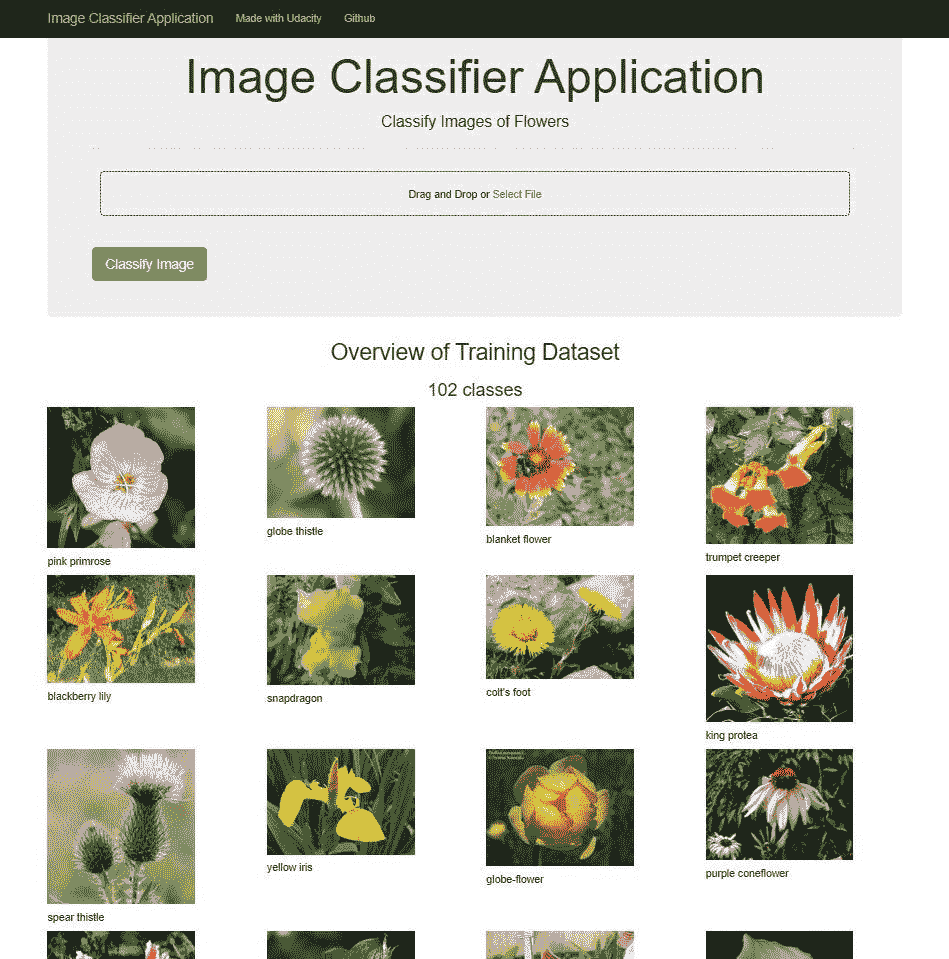 Image Classifier Application Made with Udacity Github
Image Classifier Application
Classify Images of Flowers
Drag and Drop or Select File
Classify Image
Overview of Training Dataset
102 classes
pink primrose
globe thistle
blanket flower
trumpet creeper
blackberry lily
snapdragon
colt's foot
king protea
spear thistle
yellow iris
globe-flower
purple coneflower